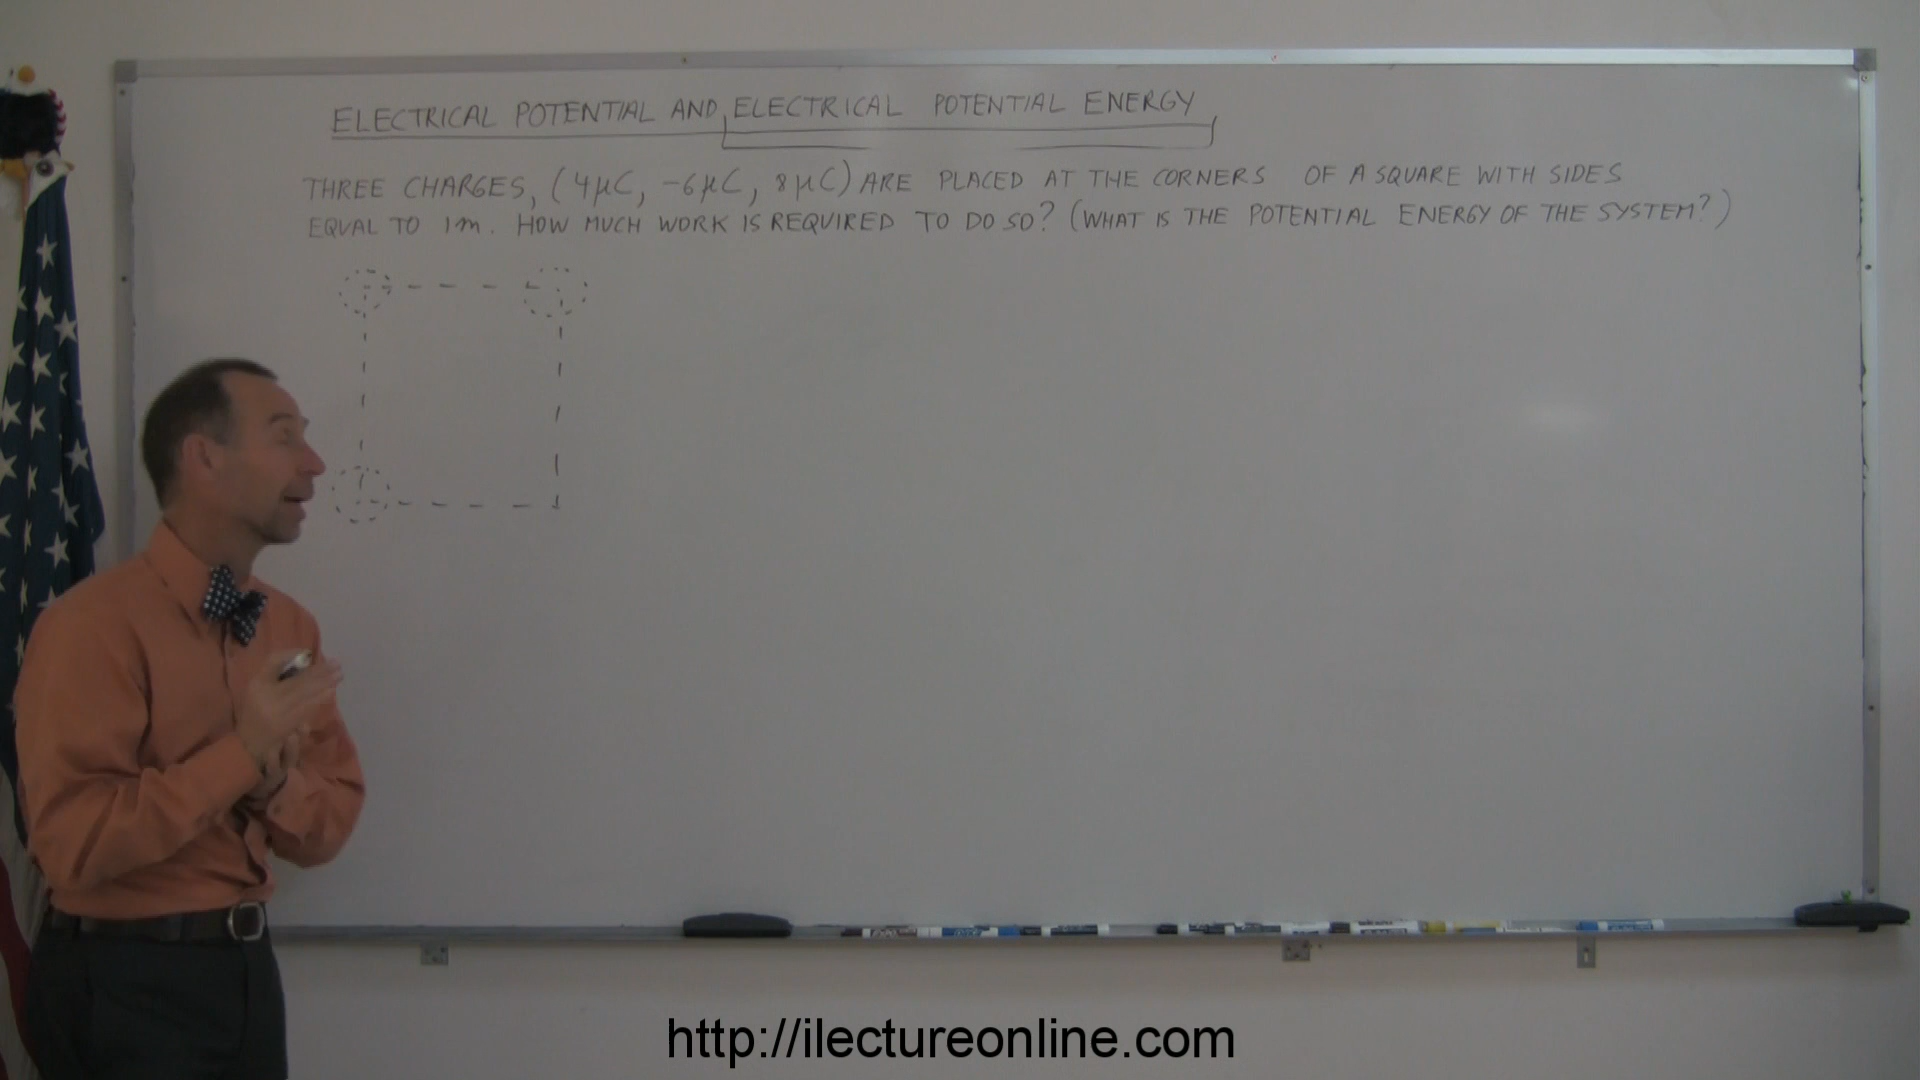 ELECTRICAL POTENTIAL AND ELECTRICAL POTENTIAL ENERGY
THREE CHARGES, (4μC, -6μC, 8μC) ARE PLACED AT THE CORNERS OF A SQUARE WITH SIDES
EQUAL TO 1m. HOW MUCH WORK IS REQUIRED TO DO SO? (WHAT IS THE POTENTIAL ENERGY OF THE SYSTEM?)
http://ilectureonline.com